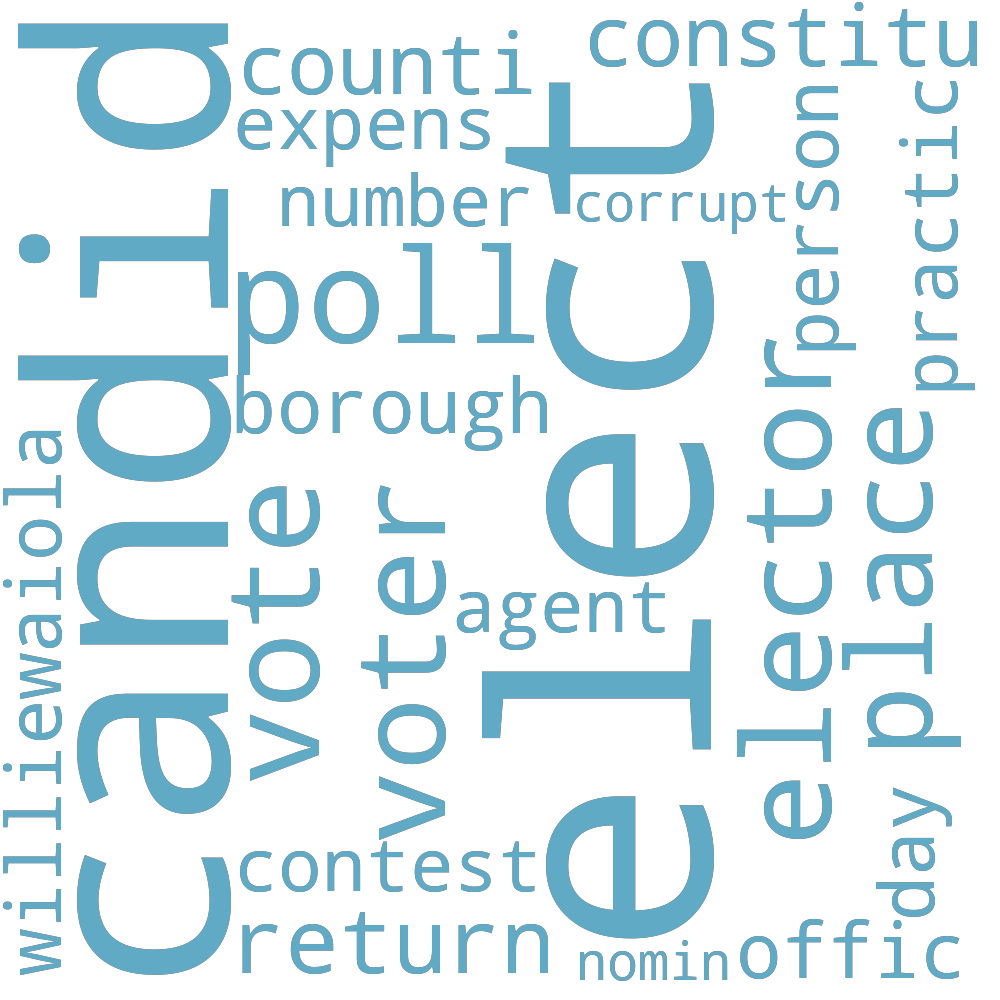 candid
elect
counti
constitu
expens
number
corrupt
person
practic
poll
borough
williewaiola
vote
voter
agent
elector
place
contest
return
nomin
offic
day